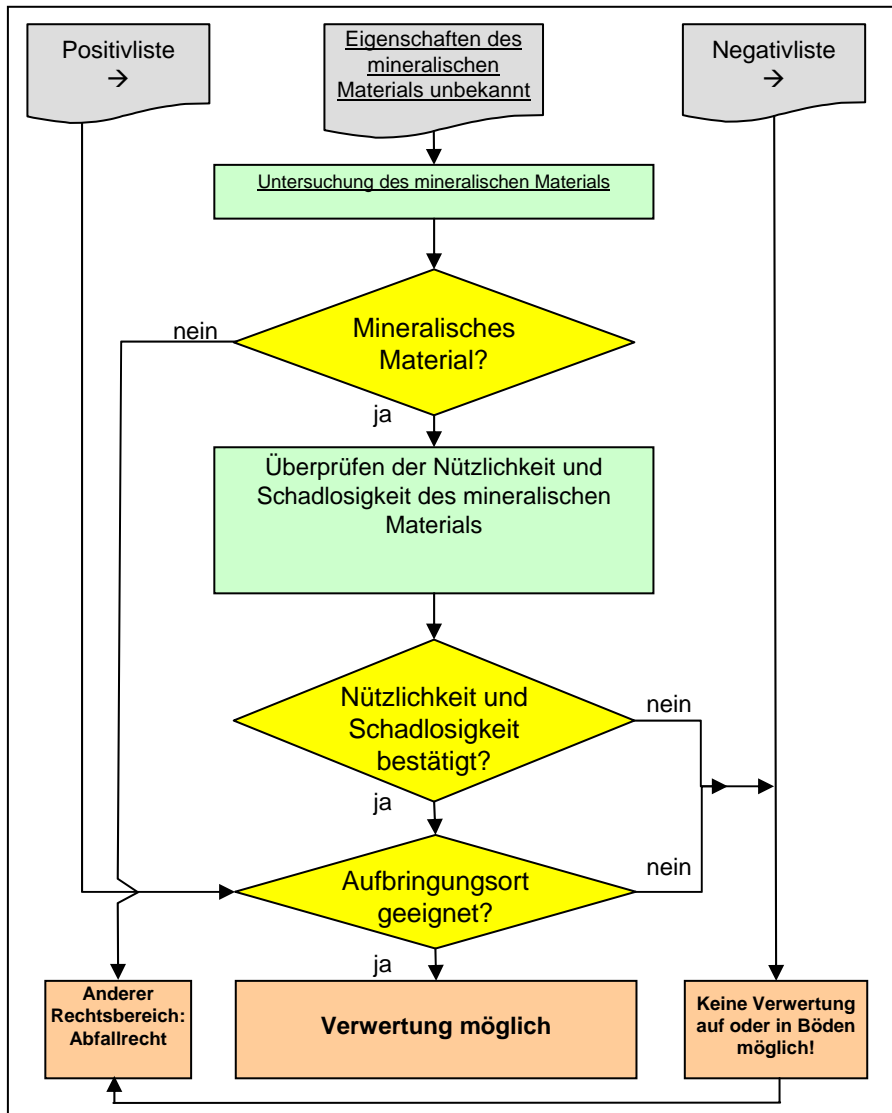 Positivliste
→
Eigenschaften des
mineralischen
Materials unbekannt
Negativliste
→
Untersuchung des mineralischen Materials
nein
Mineralisches
Material?
ja
Überprüfen der Nützlichkeit und
Schadlosigkeit des mineralischen
Materials
Nützlichkeit und
Schadlosigkeit
bestätigt?
nein
ja
Aufbringungsort
geeignet?
nein
ja
Anderer
Rechtsbereich:
Abfallrecht
Verwertung möglich
Keine Verwertung
auf oder in Böden
möglich!